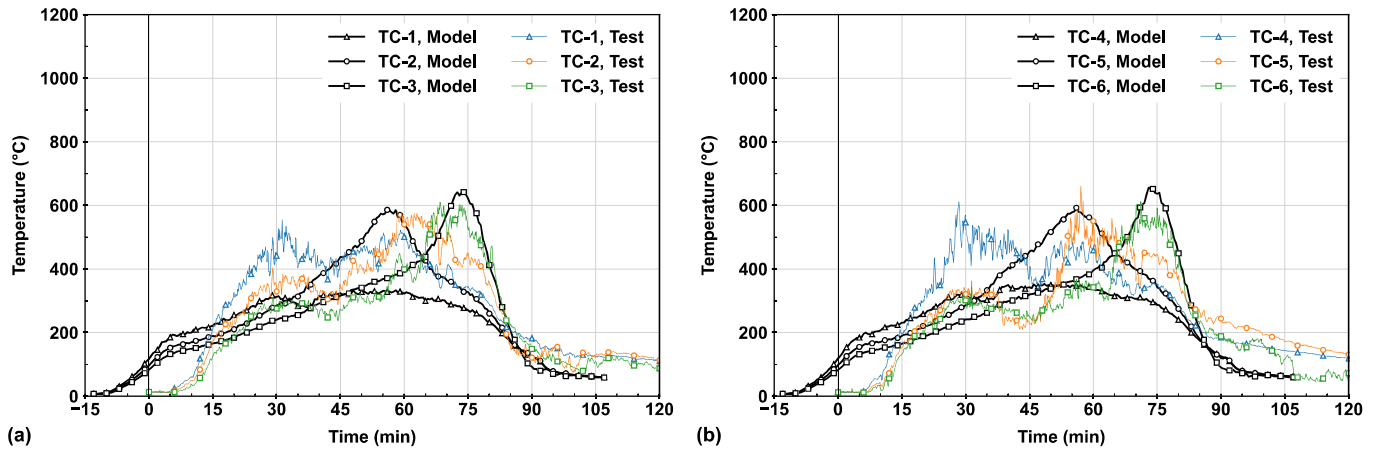 1200
1000
800
600
400
200
0
Temperature (°C)
TC-1, Model
TC-2, Model
TC-3, Model
TC-1, Test
TC-2, Test
TC-3, Test
−15 0 15 30 45 60 75 90 105 120
Time (min)
(a)
1200
1000
800
600
400
200
0
Temperature (°C)
TC-4, Model
TC-5, Model
TC-6, Model
TC-4, Test
TC-5, Test
TC-6, Test
−15 0 15 30 45 60 75 90 105 120
Time (min)
(b)